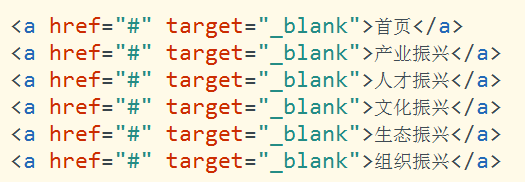 <a href="#" target="_blank">首页</a>
<a href="#" target="_blank">产业振兴</a>
<a href="#" target="_blank">人才振兴</a>
<a href="#" target="_blank">文化振兴</a>
<a href="#" target="_blank">生态振兴</a>
<a href="#" target="_blank">组织振兴</a>